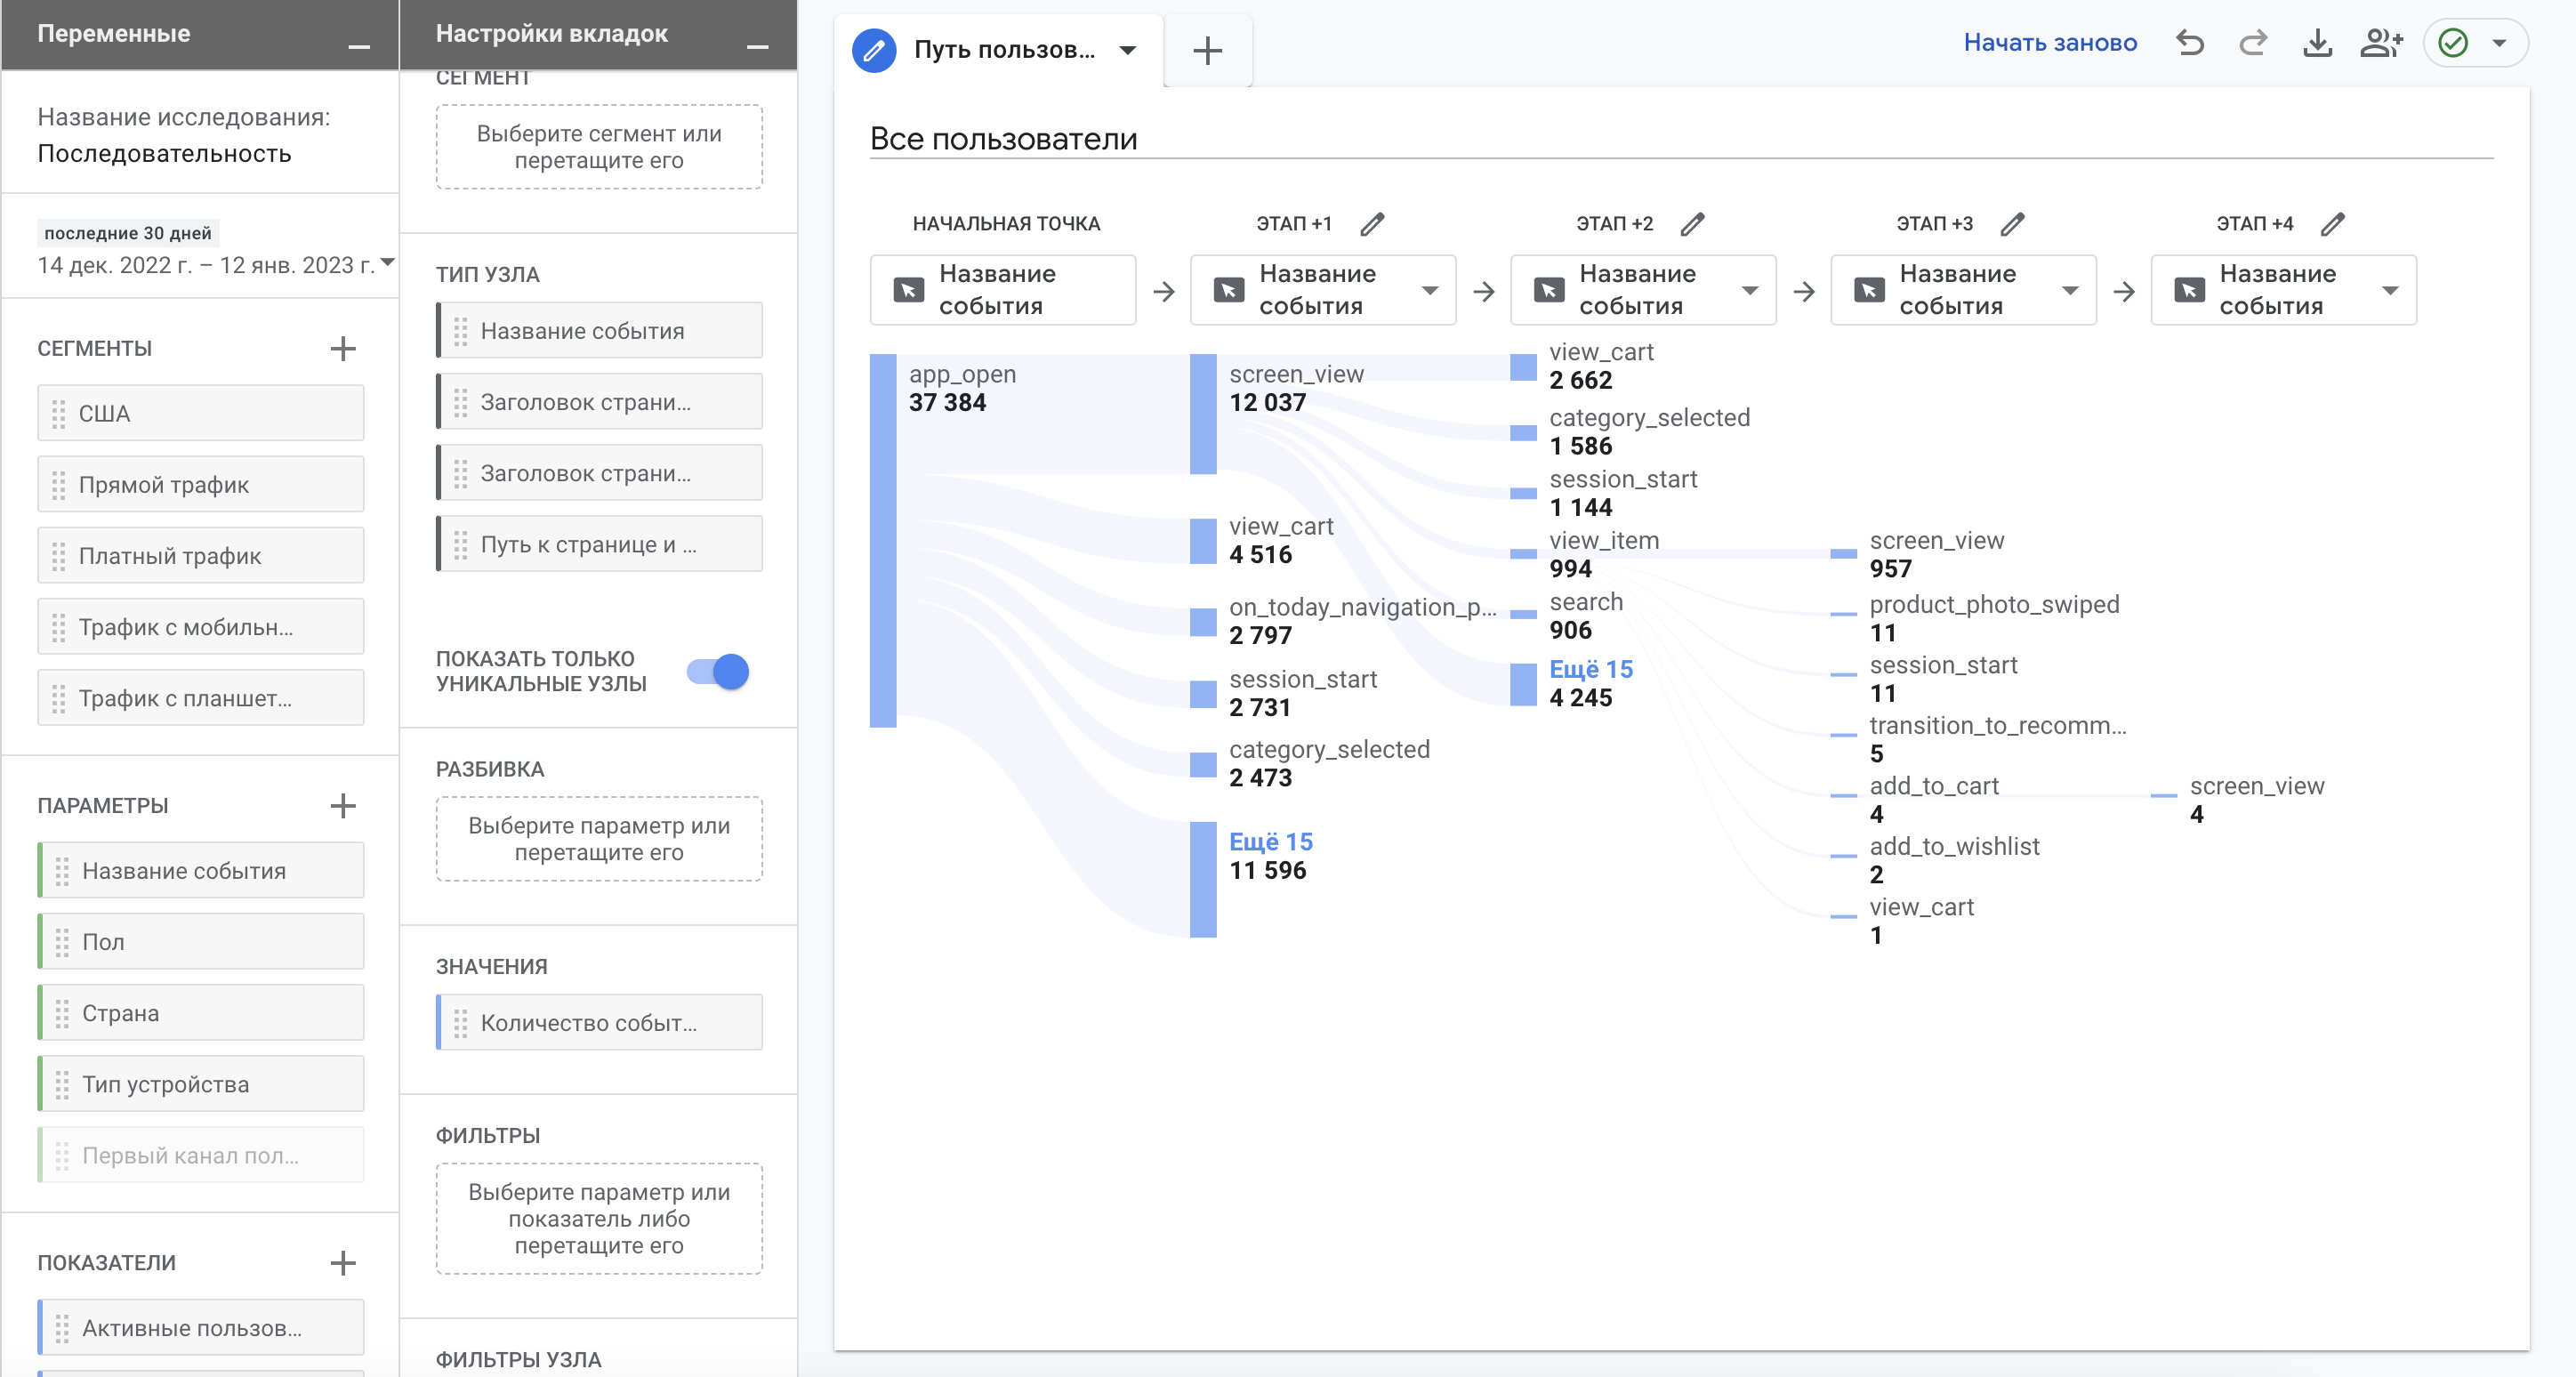 Переменные
Название исследования:
Последовательность
последние 30 дней
14 дек. 2022 г. – 12 янв. 2023 г.
СЕГМЕНТЫ
США
Прямой трафик
Платный трафик
Трафик с мобильн...
Трафик с планшет...
ПАРАМЕТРЫ
Название события
Пол
Страна
Тип устройства
Первый канал пол...
ПОКАЗАТЕЛИ
Активные пользов...
Настройки вкладок
СЕГМЕНТ
Выберите сегмент или
перетащите его
ТИП УЗЛА
Название события
Заголовок страни...
Заголовок страни...
Путь к странице и ...
ПОКАЗАТЬ ТОЛЬКО
УНИКАЛЬНЫЕ УЗЛЫ
РАЗБИВКА
Выберите параметр или
перетащите его
ЗНАЧЕНИЯ
Количество событ...
ФИЛЬТРЫ
Выберите параметр или
показатель либо
перетащите его
ФИЛЬТРЫ УЗЛА
Путь пользов...
Начать заново
Все пользователи
НАЧАЛЬНАЯ ТОЧКА
Название
события
app_open
37 384
ЭТАП +1
Название
события
screen_view
12 037
view_cart
4 516
on_today_navigation_p...
2 797
session_start
2 731
category_selected
2 473
Ещё 15
11 596
ЭТАП +2
Название
события
view_cart
2 662
category_selected
1 586
session_start
1 144
view_item
994
search
906
Ещё 15
4 245
ЭТАП +3
Название
события
screen_view
957
product_photo_swiped
11
session_start
11
transition_to_recomm...
5
add_to_cart
4
add_to_wishlist
2
view_cart
1
ЭТАП +4
Название
события
screen_view
4